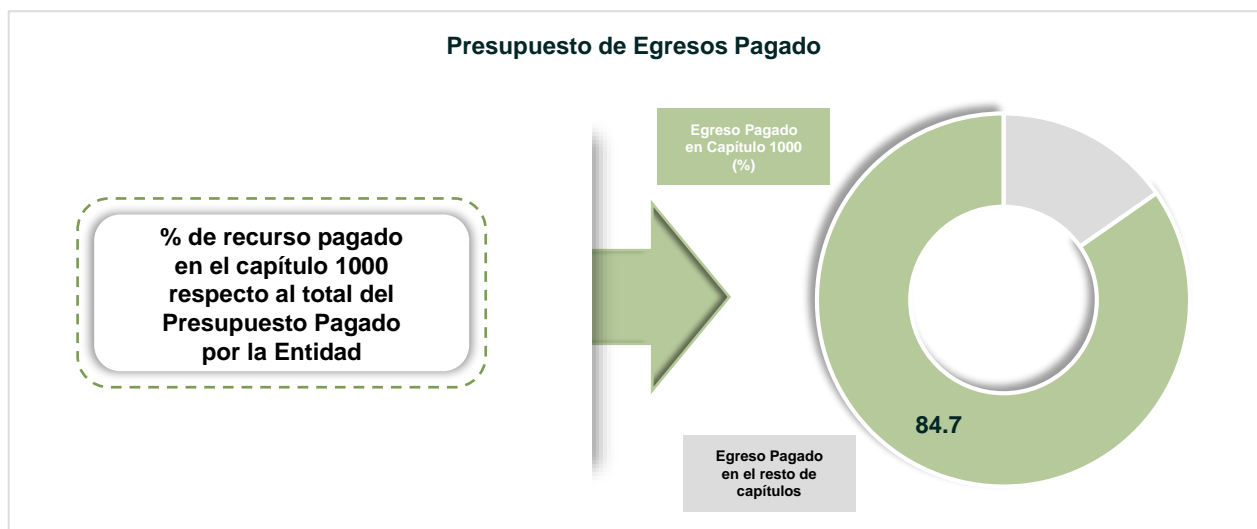 Presupuesto de Egresos Pagado
% de recurso pagado
en el capítulo 1000
respecto al total del
Presupuesto Pagado
por la Entidad
Egreso Pagado
en Capítulo 1000
(%)
84.7
Egreso Pagado
en el resto de
capítulos